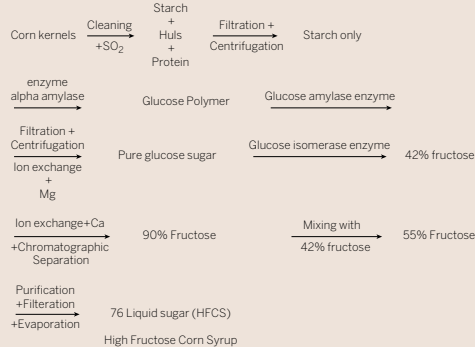 Corn kernels
Cleaning
+SO2
Starch
+
Huls
+
Protein
Filtration +
Centrifugation
Starch only
enzyme
alpha amylase
Glucose Polymer
Glucose amylase enzyme
Filtration +
Centrifugation
Ion exchange
+
Mg
Pure glucose sugar
Glucose isomerase enzyme
42% fructose
Ion exchange+Ca
+Chromatographic
Separation
90% Fructose
Mixing with
42% fructose
55% Fructose
Purification
+Filteration
+Evaporation
76 Liquid sugar (HFCS)
High Fructose Corn Syrup